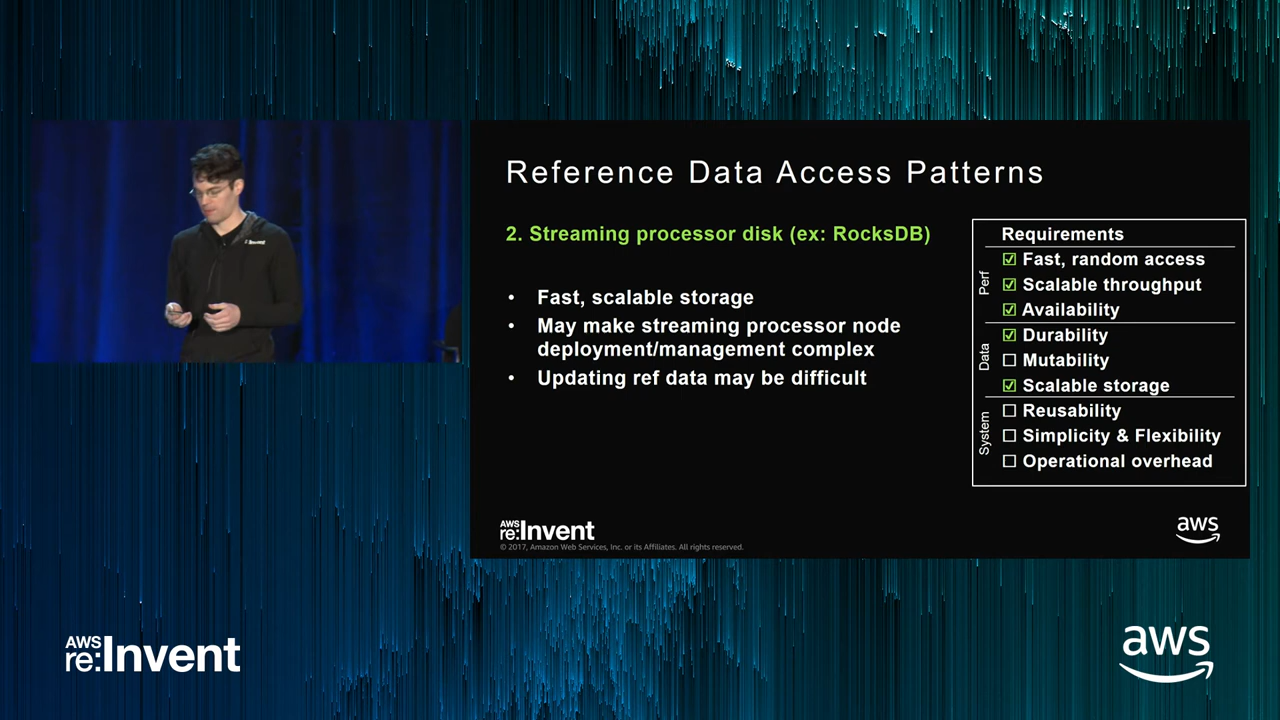 Reference Data Access Patterns
2. Streaming processor disk (ex: RocksDB)
• Fast, scalable storage
• May make streaming processor node
deployment/management complex
• Updating ref data may be difficult
Requirements
Perf
☑ Fast, random access
☑ Scalable throughput
☑ Availability
Data
☑ Durability
☐ Mutability
☑ Scalable storage
System
☐ Reusability
☐ Simplicity & Flexibility
☐ Operational overhead
AWS
re:Invent
© 2017, Amazon Web Services, Inc. or its Affiliates. All rights reserved.
aws
AWS
re:Invent
aws